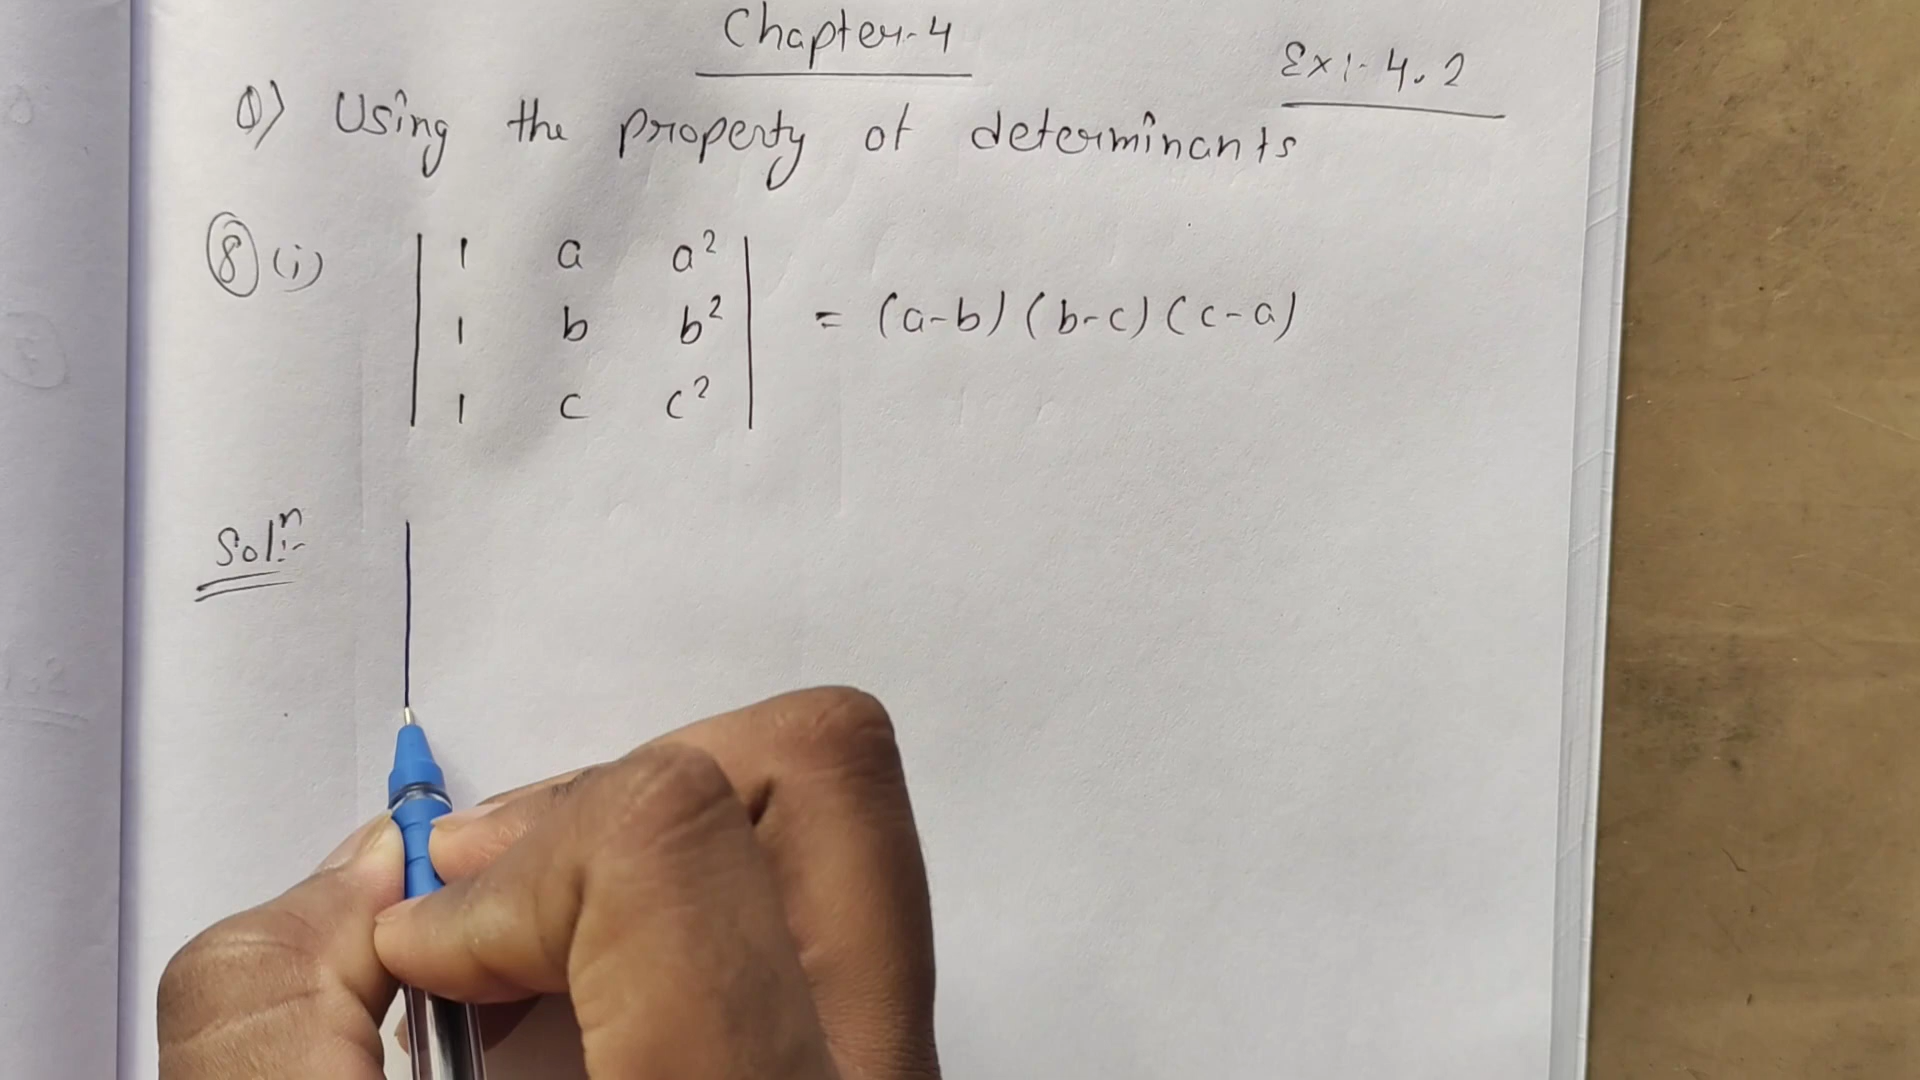 Chapter-4
Ex:- 4.2
Q) Using the property of determinants
8 (i) | 1 a a² |
| 1 b b² | = (a-b) (b-c) (c-a)
| 1 c c² |
Solⁿ:-